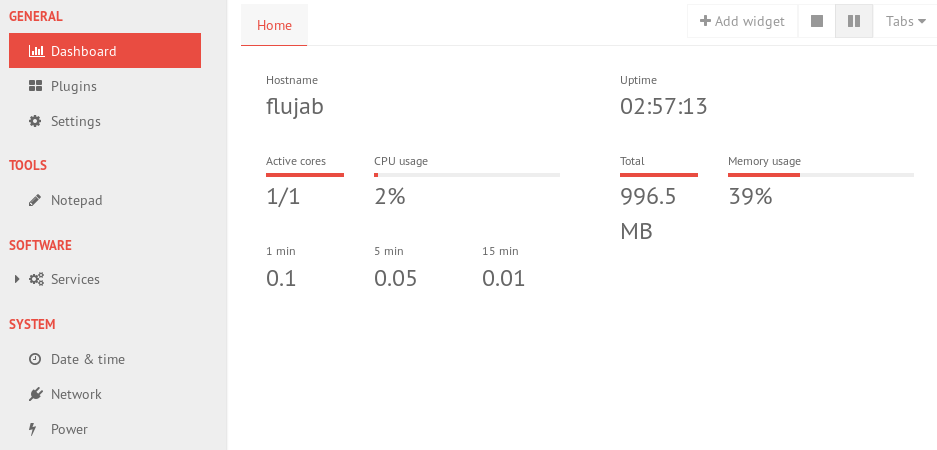 GENERAL
Dashboard
Plugins
Settings
TOOLS
Notepad
SOFTWARE
Services
SYSTEM
Date & time
Network
Power
Home
Add widget
Tabs
Hostname
flujab
Uptime
02:57:13
Active cores
1/1
CPU usage
2%
Total
996.5
MB
Memory usage
39%
1 min
0.1
5 min
0.05
15 min
0.01